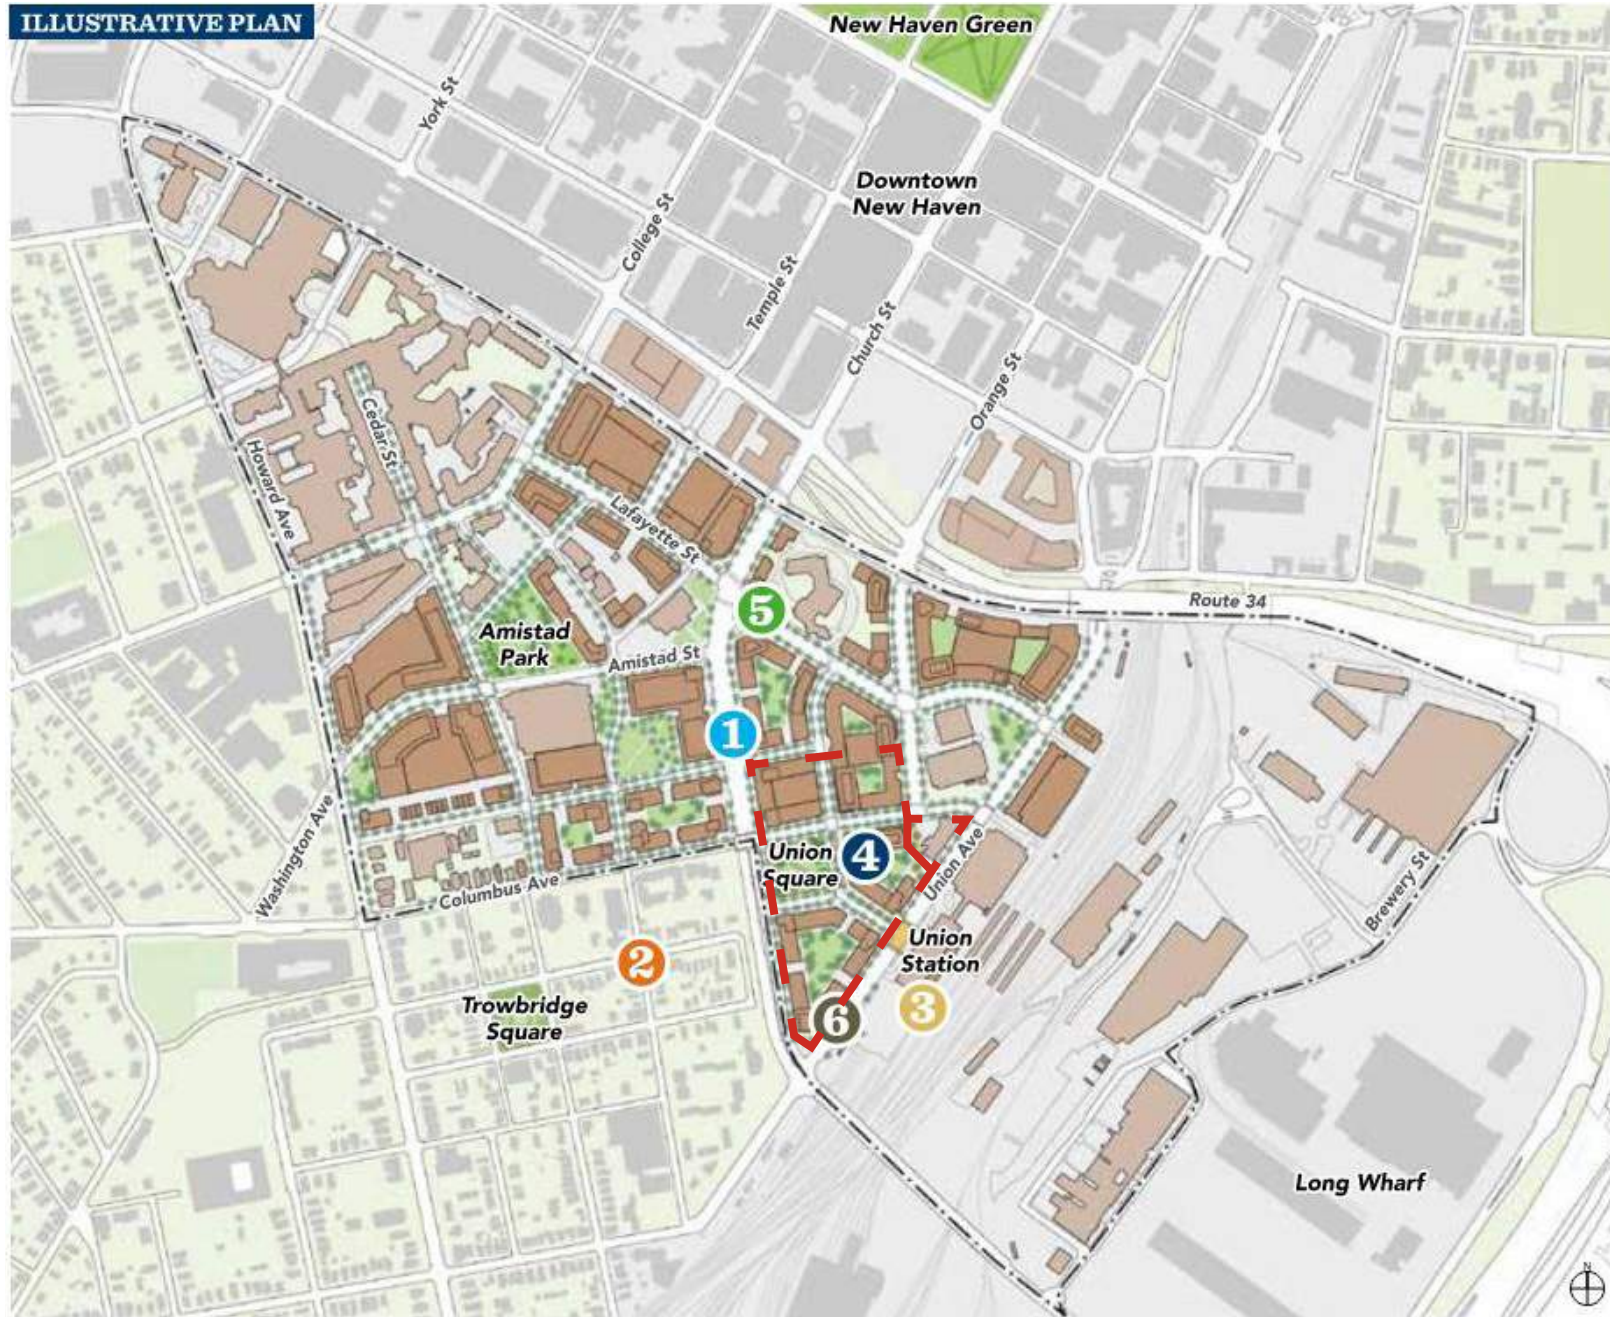 ILLUSTRATIVE PLAN
New Haven Green
York St
Downtown
New Haven
College St
Temple St
Church St
Orange St
Cedar St
Howard Ave
Lafayette St
Route 34
5
Amistad
Park
Amistad St
1
Washington Ave
Union
Square
4
Union Ave
Columbus Ave
Brewery St
2
Union
Station
Trowbridge
Square
3
6
Long Wharf
N